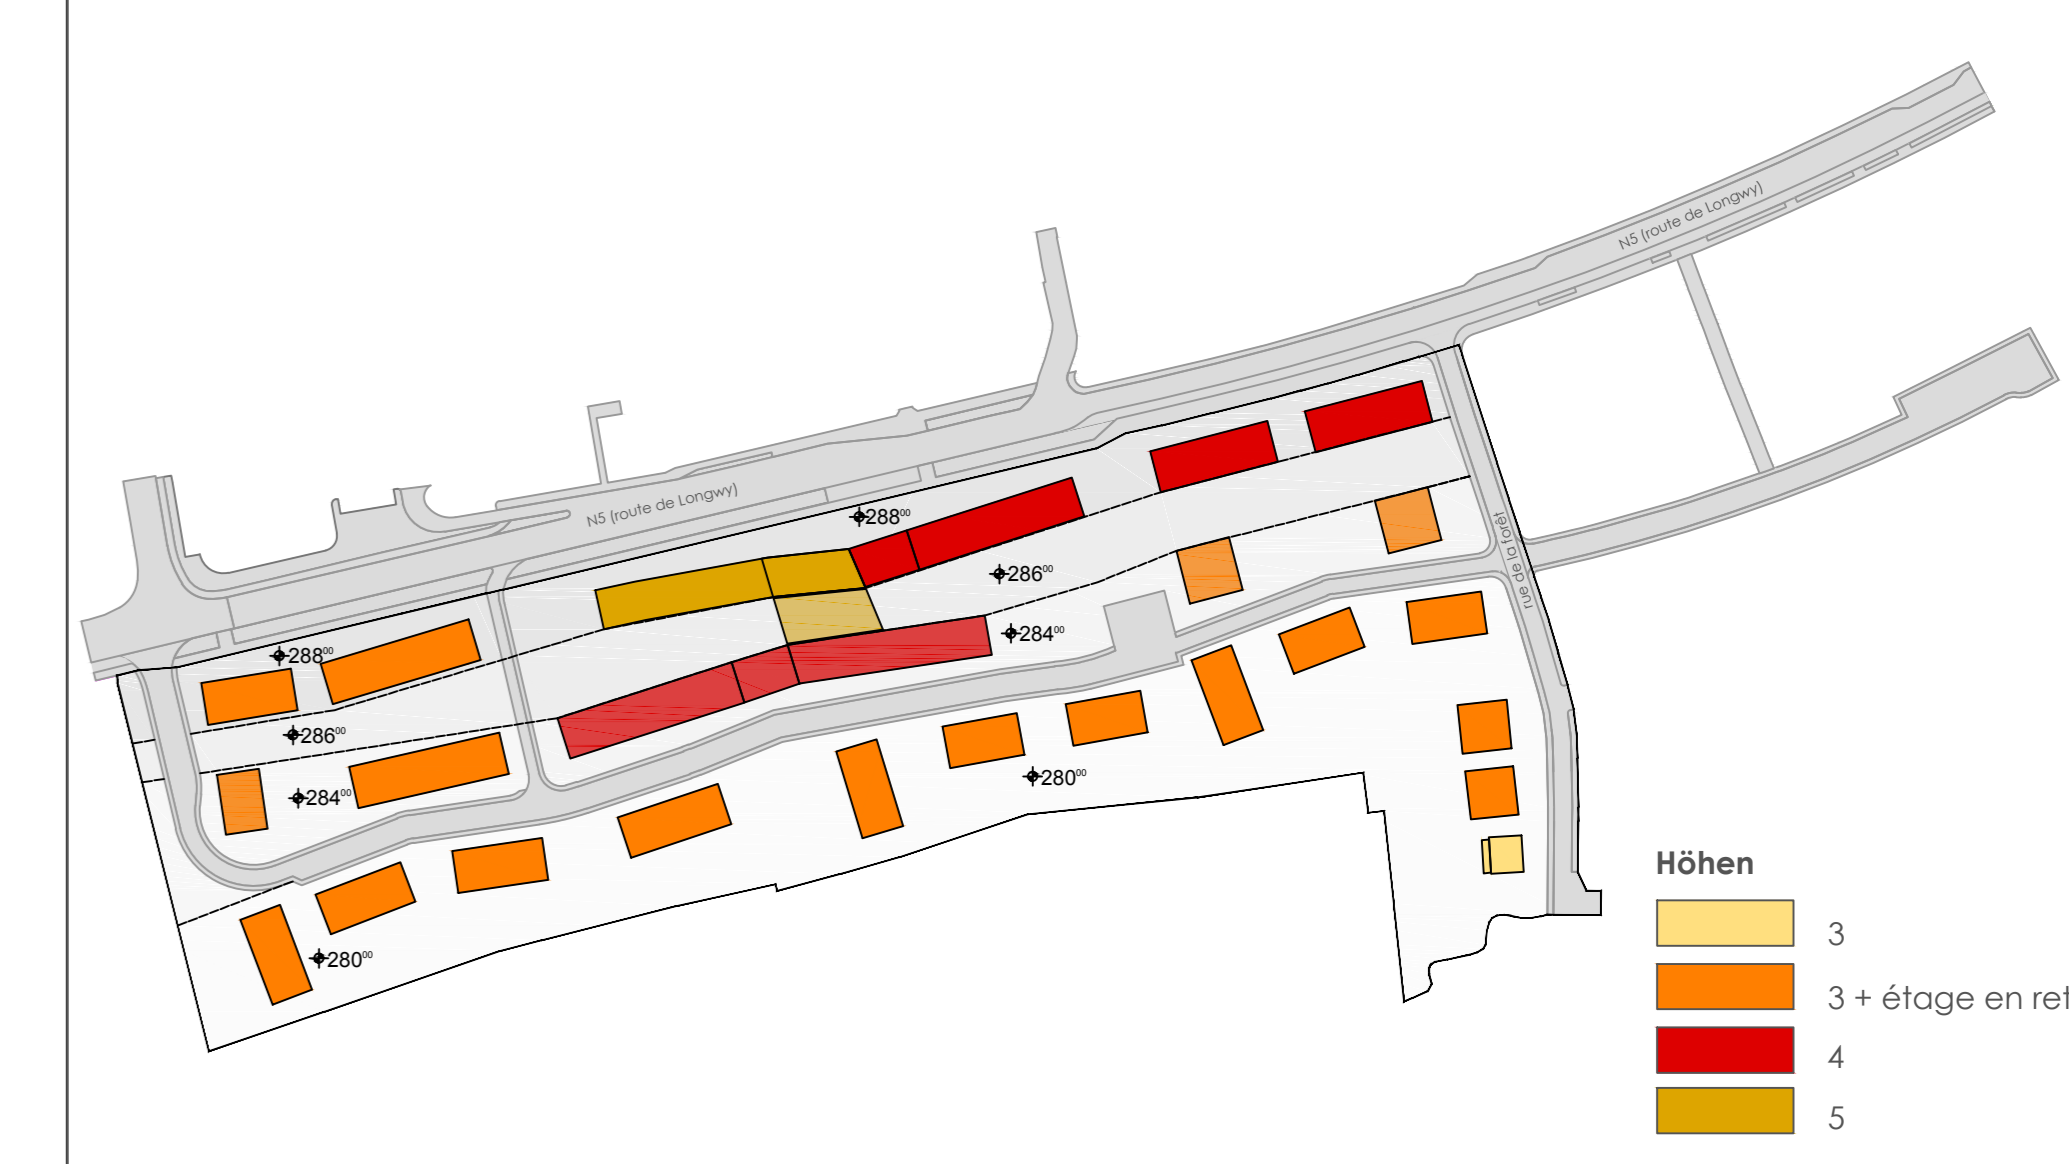 N5 (route de Longwy)
N5 (route de Longwy)
288⁰⁰
286⁰⁰
rue de la forêt
284⁰⁰
288⁰⁰
286⁰⁰
280⁰⁰
284⁰⁰
280⁰⁰
Höhen
3
3 + étage en ret
4
5